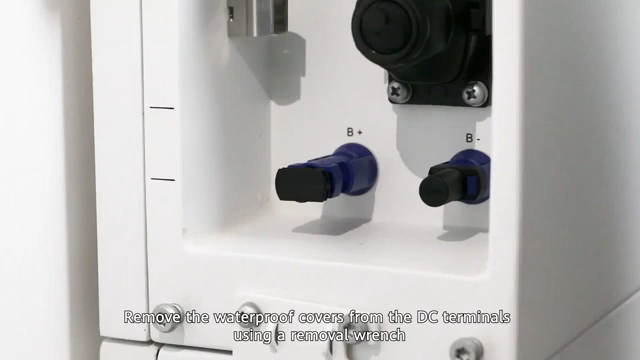 B +
B -
Remove the waterproof covers from the DC terminals
using a removal wrench